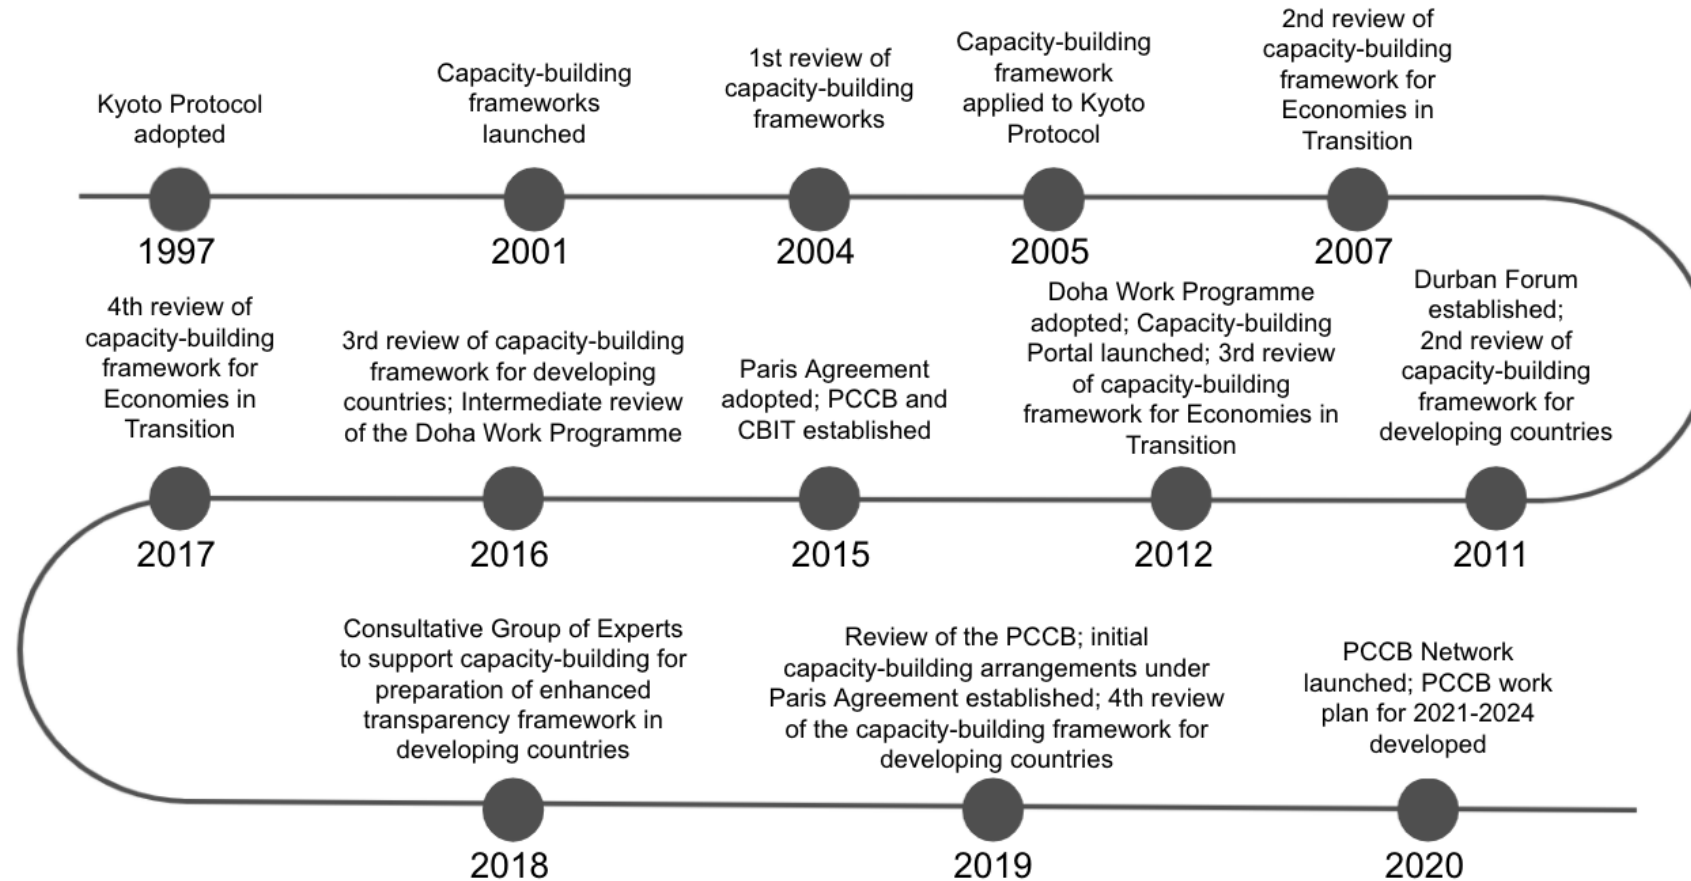 Kyoto Protocol
adopted
1997
Capacity-building
frameworks
launched
2001
1st review of
capacity-building
frameworks
2004
Capacity-building
framework
applied to Kyoto
Protocol
2005
2nd review of
capacity-building
framework for
Economies in
Transition
2007
Durban Forum
established;
2nd review of
capacity-building
framework for
developing countries
2011
Doha Work Programme
adopted; Capacity-building
Portal launched; 3rd review
of capacity-building
framework for Economies in
Transition
2012
Paris Agreement
adopted; PCCB and
CBIT established
2015
3rd review of capacity-building
framework for developing
countries; Intermediate review
of the Doha Work Programme
2016
4th review of
capacity-building
framework for
Economies in
Transition
2017
Consultative Group of Experts
to support capacity-building for
preparation of enhanced
transparency framework in
developing countries
2018
Review of the PCCB; initial
capacity-building arrangements under
Paris Agreement established; 4th review
of the capacity-building framework for
developing countries
2019
PCCB Network
launched; PCCB work
plan for 2021-2024
developed
2020